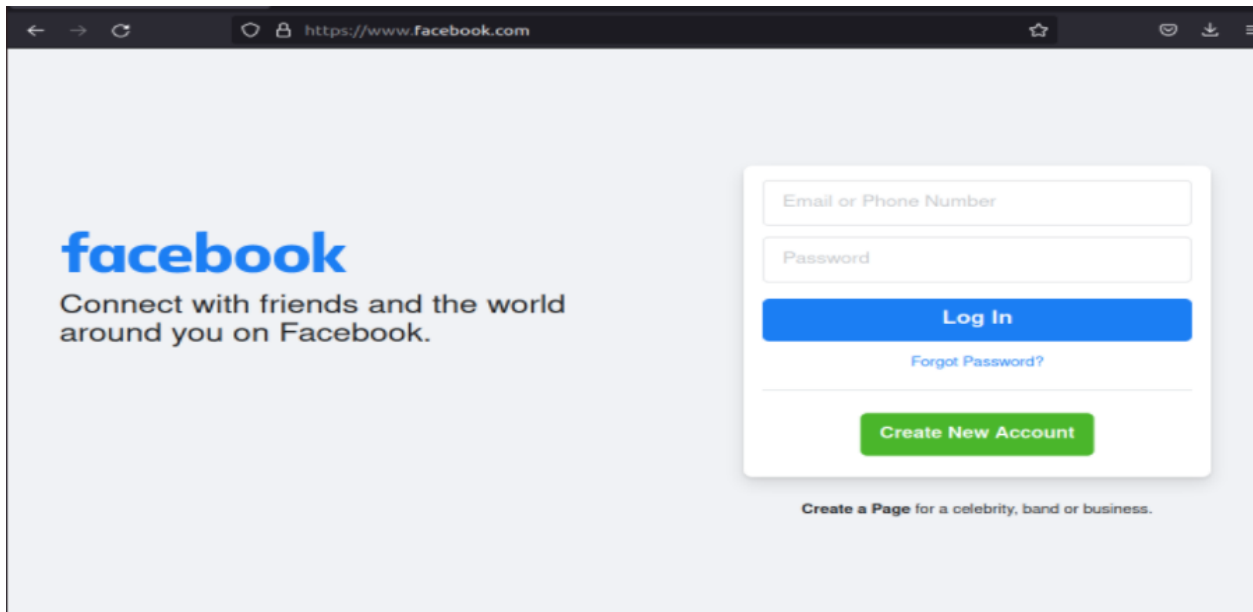 https://www.facebook.com
facebook
Connect with friends and the world
around you on Facebook.
Email or Phone Number
Password
Log In
Forgot Password?
Create New Account
Create a Page for a celebrity, band or business.